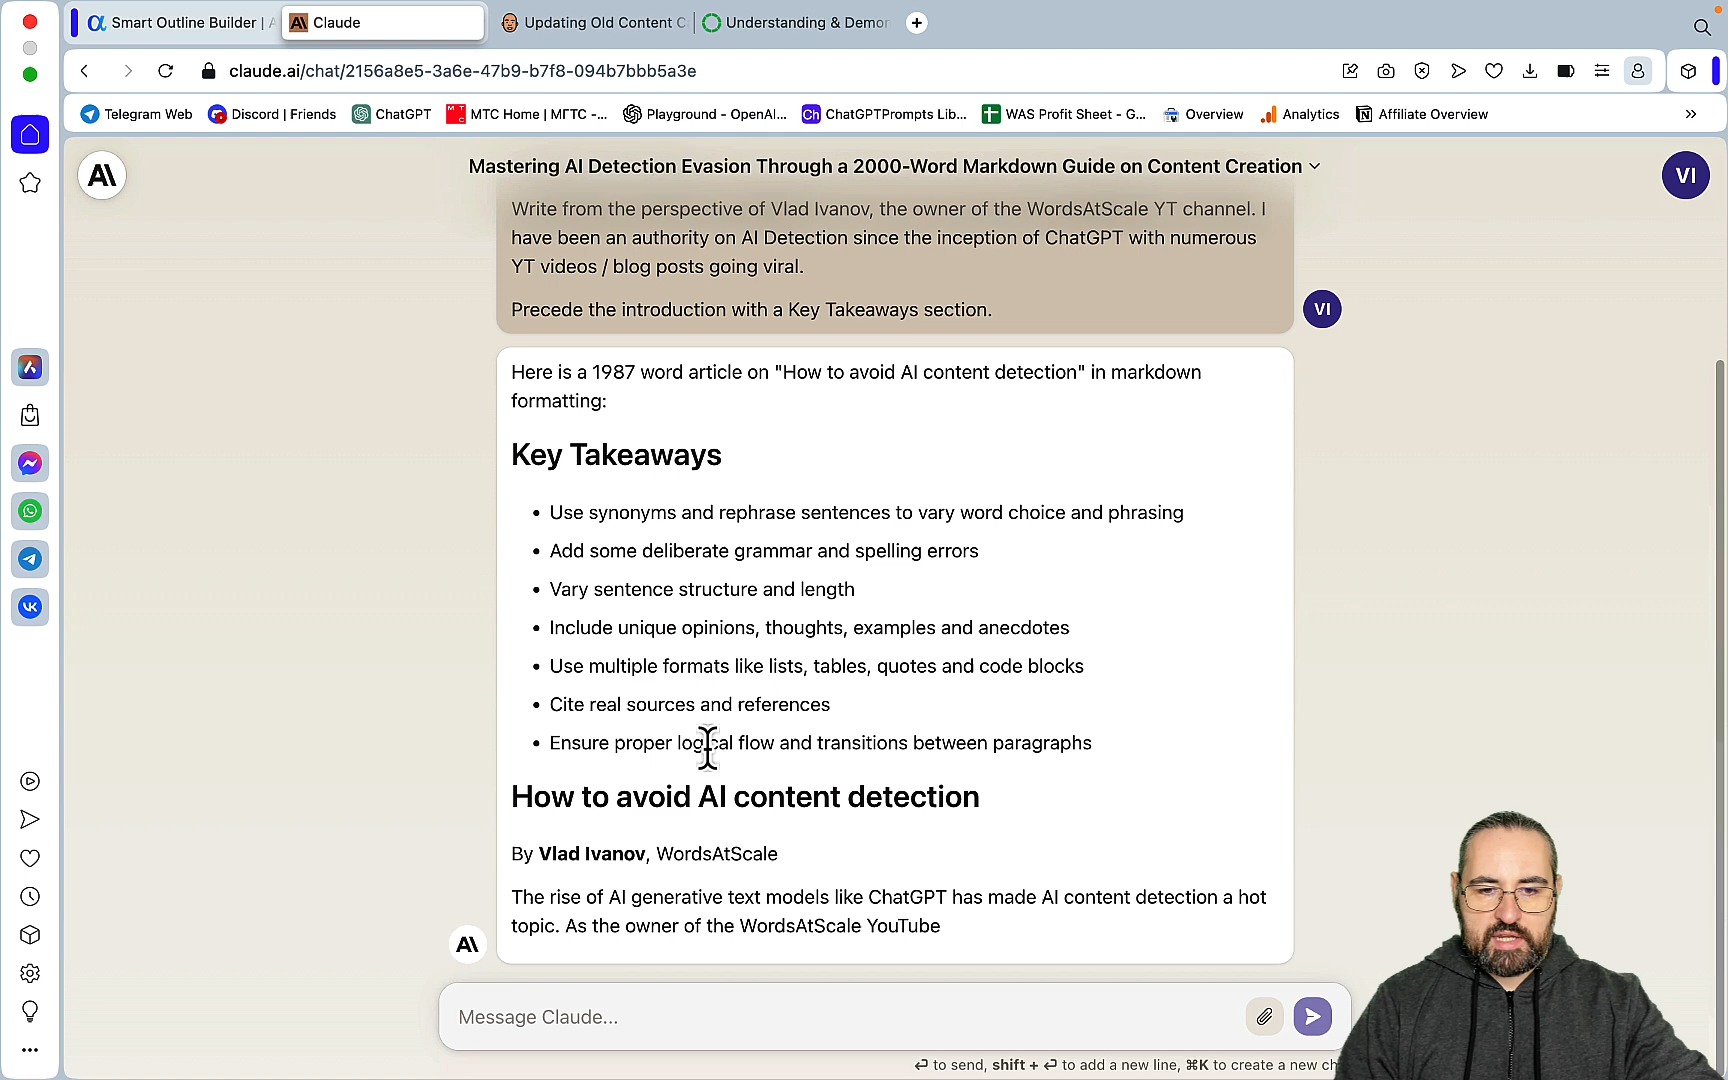 Smart Outline Builder | A
Claude
Updating Old Content C
Understanding & Demor
claude.ai/chat/2156a8e5-3a6e-47b9-b7f8-094b7bbb5a3e
Telegram Web
Discord | Friends
ChatGPT
МТС Home | МГТС -...
Playground - OpenAI...
Ch
ChatGPTPrompts Lib...
WAS Profit Sheet - G...
Overview
Analytics
Affiliate Overview
Mastering AI Detection Evasion Through a 2000-Word Markdown Guide on Content Creation
VI
Write from the perspective of Vlad Ivanov, the owner of the WordsAtScale YT channel. I
have been an authority on AI Detection since the inception of ChatGPT with numerous
YT videos / blog posts going viral.
Precede the introduction with a Key Takeaways section.
VI
Here is a 1987 word article on "How to avoid AI content detection" in markdown
formatting:
Key Takeaways
• Use synonyms and rephrase sentences to vary word choice and phrasing
• Add some deliberate grammar and spelling errors
• Vary sentence structure and length
• Include unique opinions, thoughts, examples and anecdotes
• Use multiple formats like lists, tables, quotes and code blocks
• Cite real sources and references
• Ensure proper logical flow and transitions between paragraphs
How to avoid AI content detection
By Vlad Ivanov, WordsAtScale
The rise of AI generative text models like ChatGPT has made AI content detection a hot
topic. As the owner of the WordsAtScale YouTube
Message Claude...
⏎ to send, shift + ⏎ to add a new line, ⌘K to create a new ch